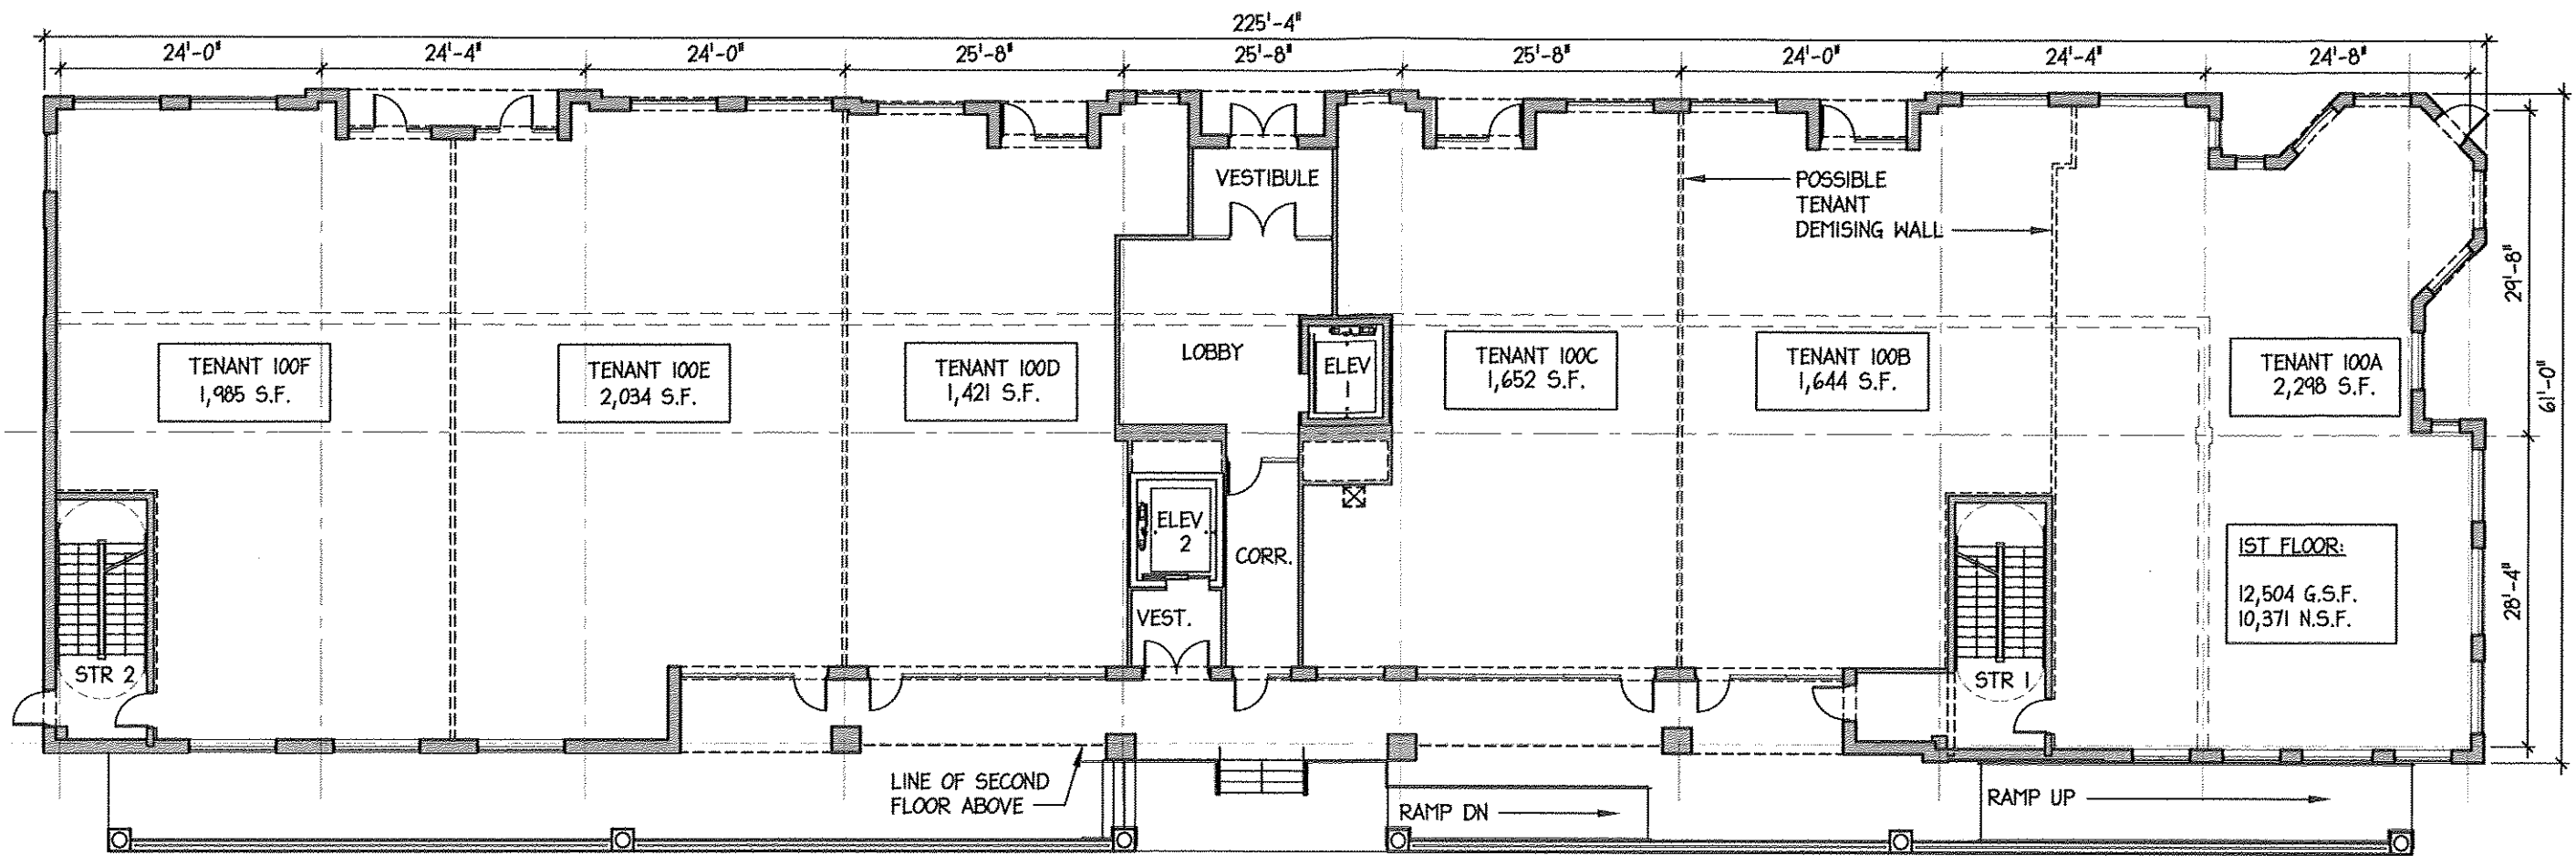 225'-4"
24'-0"
24'-4"
24'-0"
25'-8"
25'-8"
25'-8"
24'-0"
24'-4"
24'-8"
VESTIBULE
POSSIBLE
TENANT
DEMISING WALL
29'-8"
61'-0"
28'-4"
TENANT 100F
1,985 S.F.
TENANT 100E
2,034 S.F.
TENANT 100D
1,421 S.F.
LOBBY
ELEV
1
TENANT 100C
1,652 S.F.
TENANT 100B
1,644 S.F.
TENANT 100A
2,298 S.F.
ELEV.
2
CORR.
VEST.
1ST FLOOR:
12,504 G.S.F.
10,371 N.S.F.
STR 2
STR 1
LINE OF SECOND
FLOOR ABOVE
RAMP DN
RAMP UP